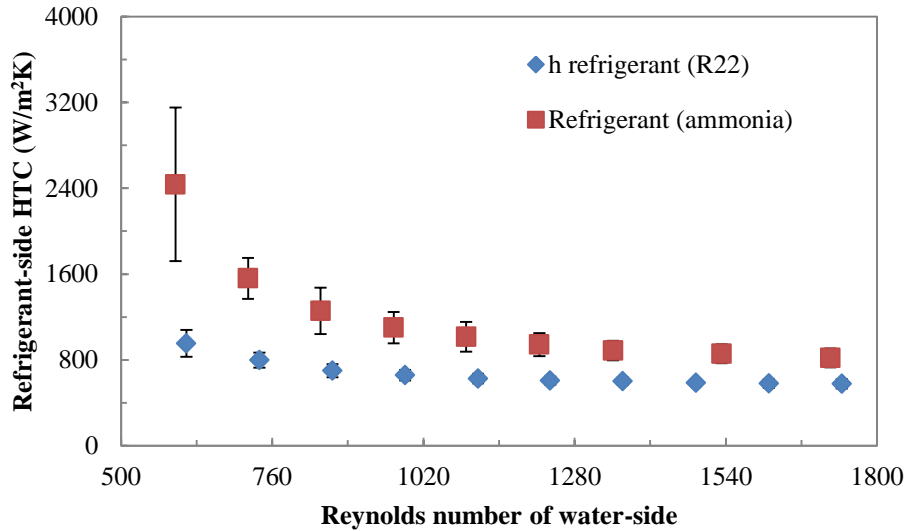 4000
3200
2400
1600
800
0
Refrigerant-side HTC (W/m²K)
h refrigerant (R22)
Refrigerant (ammonia)
500 760 1020 1280 1540 1800
Reynolds number of water-side